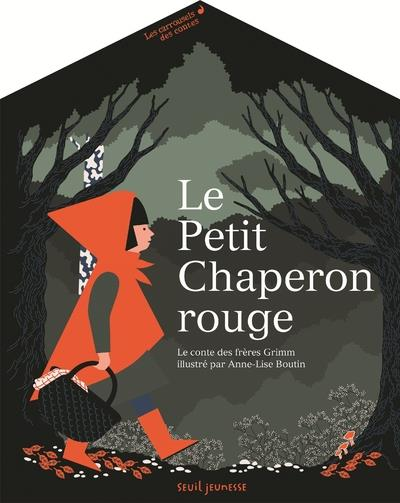 Les carrousels
des contes
Le
Petit
Chaperon
rouge
Le conte des frères Grimm
illustré par Anne-Lise Boutin
SEUIL JEUNESSE